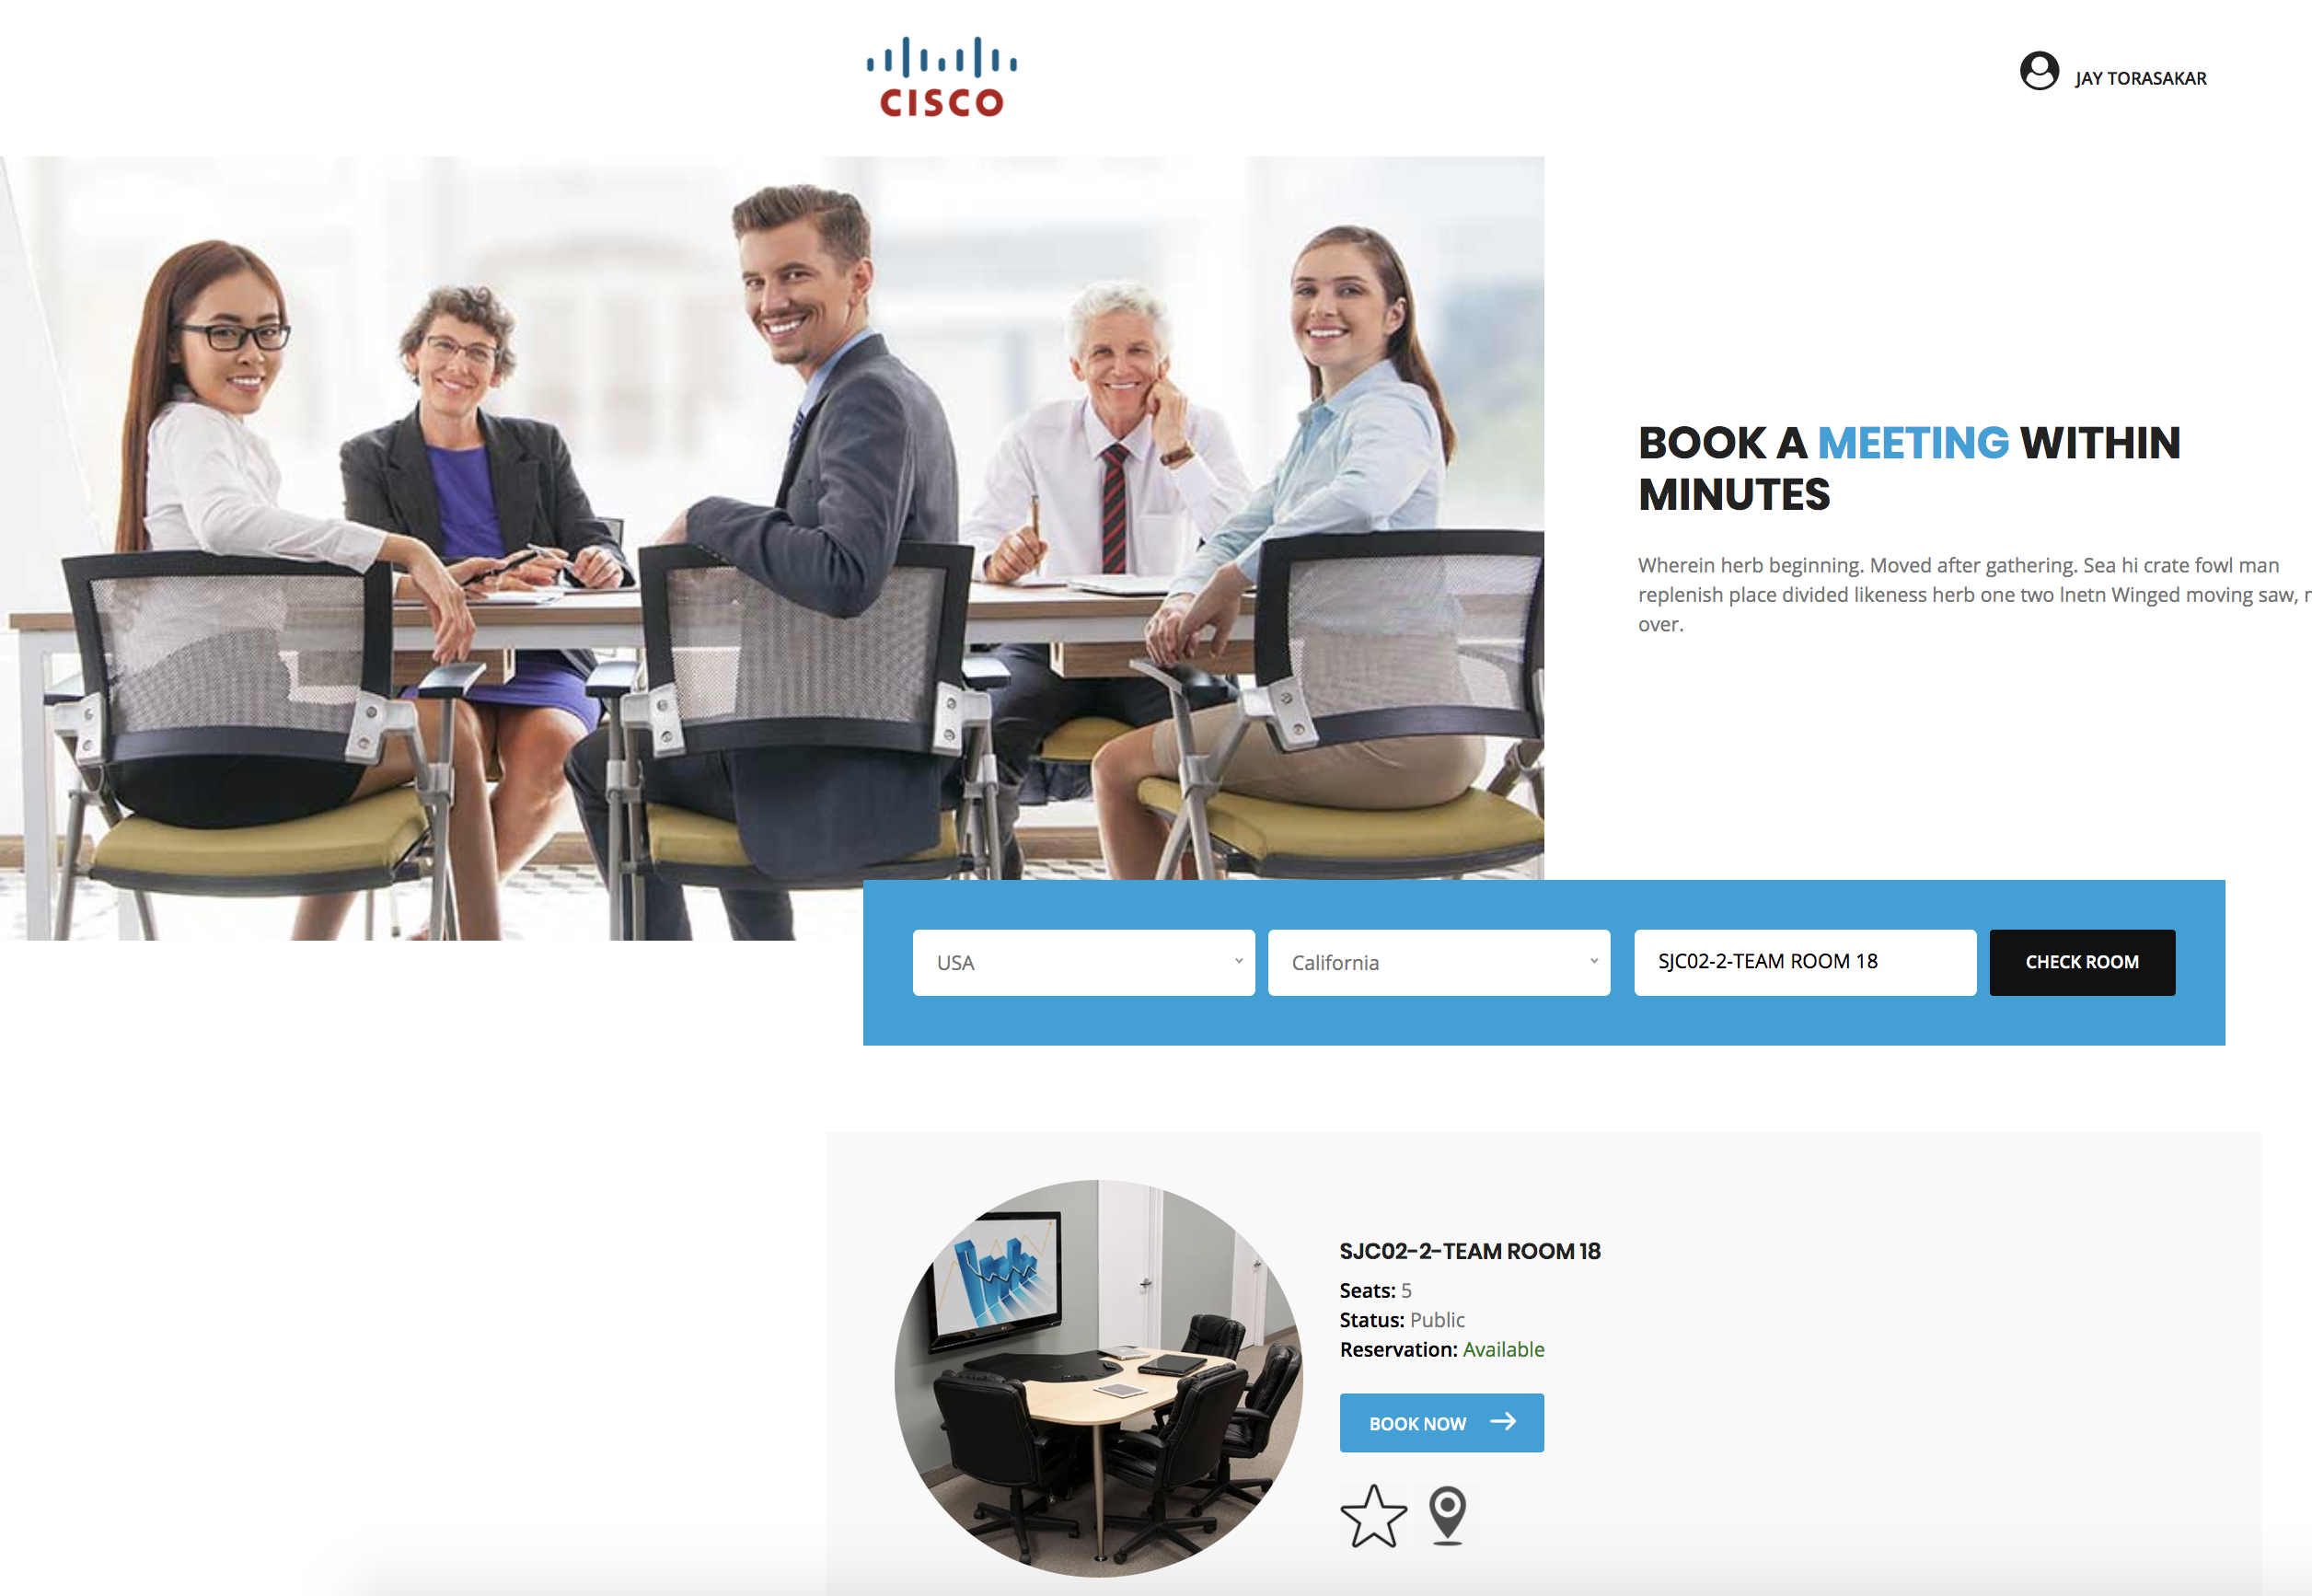 CISCO
JAY TORASAKAR
BOOK A MEETING WITHIN
MINUTES
Wherein herb beginning. Moved after gathering. Sea hi crate fowl man
replenish place divided likeness herb one two lnetn Winged moving saw,
over.
USA
California
SJC02-2-TEAM ROOM 18
CHECK ROOM
SJC02-2-TEAM ROOM 18
Seats: 5
Status: Public
Reservation: Available
BOOK NOW